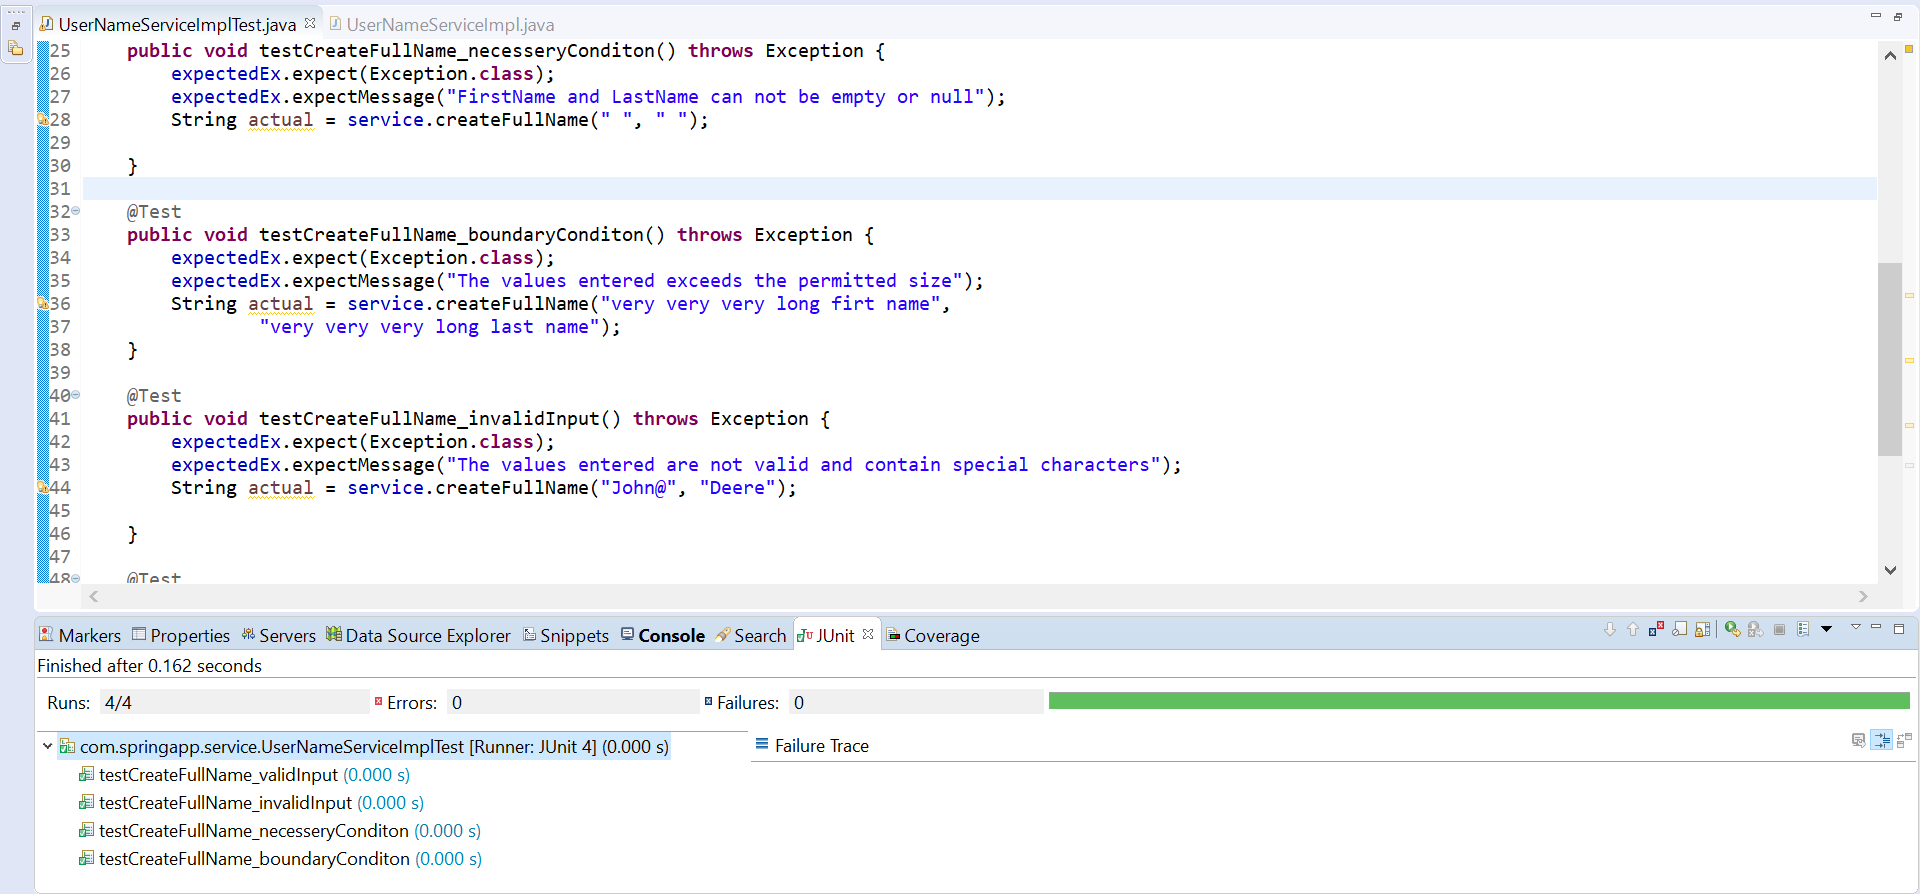 UserNameServiceImplTest.java UserNameServiceImpl.java
25 public void testCreateFullName_necesseryConditon() throws Exception {
26 expectedEx.expect(Exception.class);
27 expectedEx.expectMessage("FirstName and LastName can not be empty or null");
28 String actual = service.createFullName(" ", " ");
29
30 }
31
32 @Test
33 public void testCreateFullName_boundaryConditon() throws Exception {
34 expectedEx.expect(Exception.class);
35 expectedEx.expectMessage("The values entered exceeds the permitted size");
36 String actual = service.createFullName("very very very long firt name",
37 "very very very long last name");
38 }
39
40 @Test
41 public void testCreateFullName_invalidInput() throws Exception {
42 expectedEx.expect(Exception.class);
43 expectedEx.expectMessage("The values entered are not valid and contain special characters");
44 String actual = service.createFullName("John@", "Deere");
45
46 }
47
48 @Test
Markers Properties Servers Data Source Explorer Snippets Console Search JUnit Coverage
Finished after 0.162 seconds
Runs: 4/4 Errors: 0 Failures: 0
com.springapp.service.UserNameServiceImplTest [Runner: JUnit 4] (0.000 s) Failure Trace
testCreateFullName_validInput (0.000 s)
testCreateFullName_invalidInput (0.000 s)
testCreateFullName_necesseryConditon (0.000 s)
testCreateFullName_boundaryConditon (0.000 s)